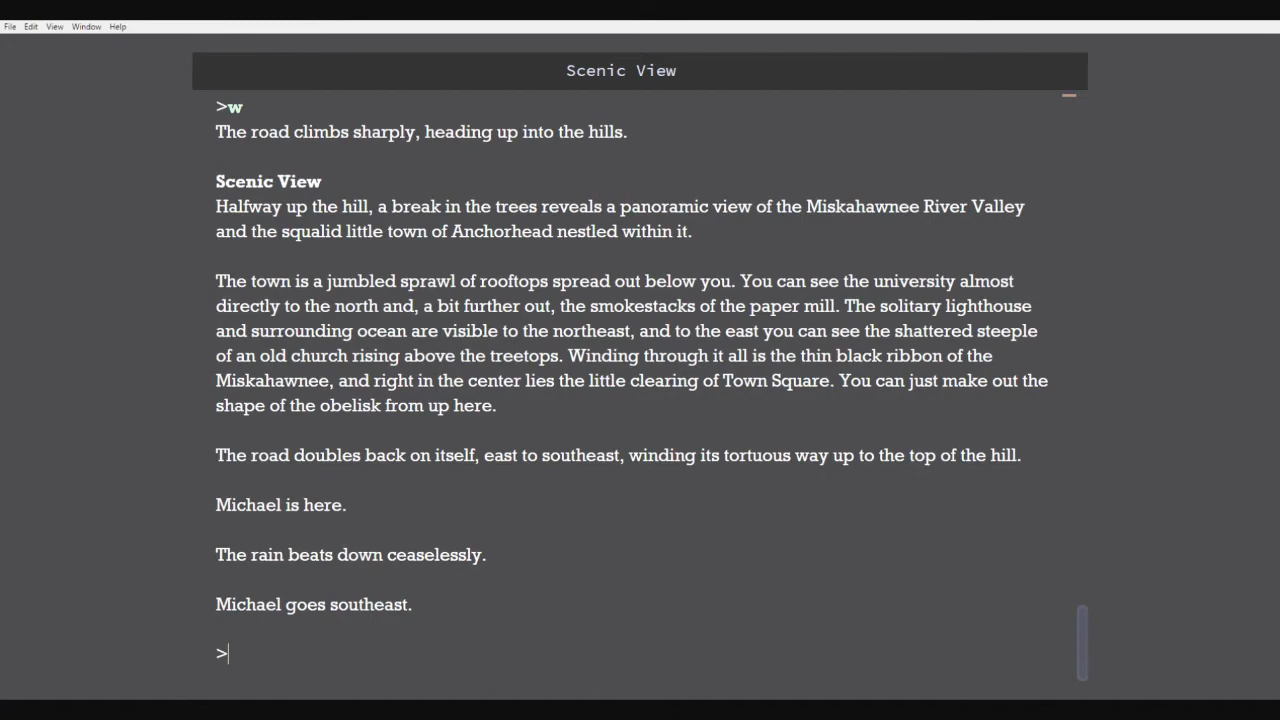 File Edit View Window Help
Scenic View
>w
The road climbs sharply, heading up into the hills.
Scenic View
Halfway up the hill, a break in the trees reveals a panoramic view of the Miskahawnee River Valley
and the squalid little town of Anchorhead nestled within it.
The town is a jumbled sprawl of rooftops spread out below you. You can see the university almost
directly to the north and, a bit further out, the smokestacks of the paper mill. The solitary lighthouse
and surrounding ocean are visible to the northeast, and to the east you can see the shattered steeple
of an old church rising above the treetops. Winding through it all is the thin black ribbon of the
Miskahawnee, and right in the center lies the little clearing of Town Square. You can just make out the
shape of the obelisk from up here.
The road doubles back on itself, east to southeast, winding its tortuous way up to the top of the hill.
Michael is here.
The rain beats down ceaselessly.
Michael goes southeast.
>